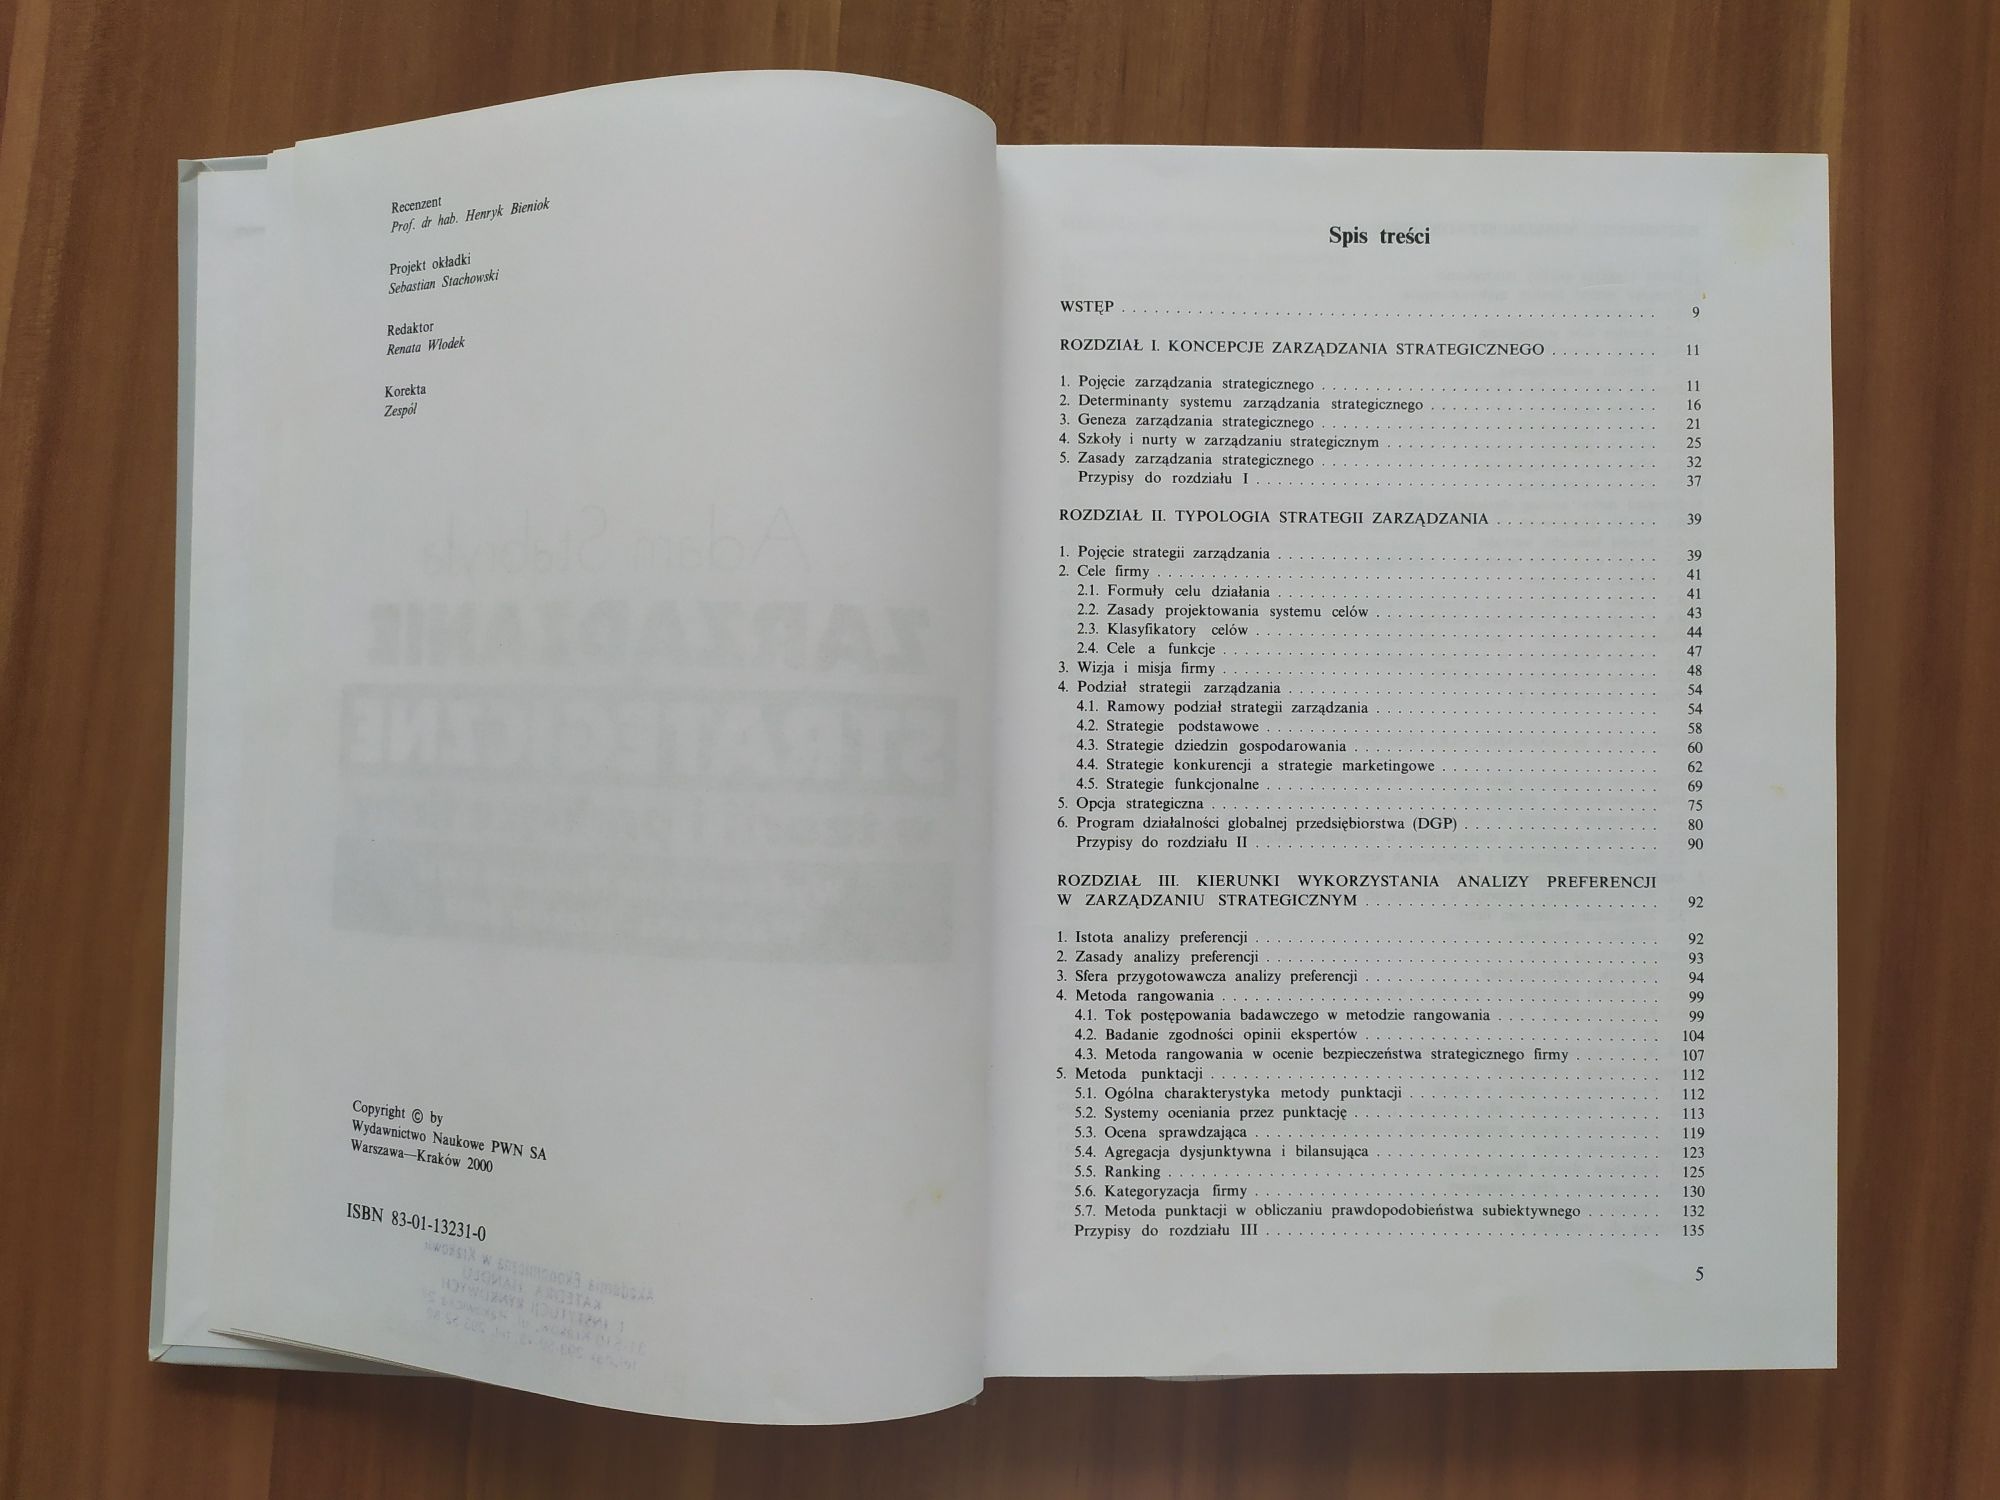 Recenzent
Prof. dr hab. Henryk Bieniok
Projekt okładki
Sebastian Stachowski
Redaktor
Renata Włodek
Korekta
Zespół
Adam Stabryła
ZARZĄDZANIE
STRATEGICZNE
Copyright © by
Wydawnictwo Naukowe PWN SA
Warszawa—Kraków 2000
ISBN 83-01-13231-0
Akademia Ekonomiczna w Krakowie
KATEDRA HANDLU
I INSTYTUCJI RYNKOWYCH
Spis treści
WSTĘP . . . . . . . . . . 9
ROZDZIAŁ I. KONCEPCJE ZARZĄDZANIA STRATEGICZNEGO . . . . . . . . . . 11
1. Pojęcie zarządzania strategicznego . . . . . . . . . . 11
2. Determinanty systemu zarządzania strategicznego . . . . . . . . . . 16
3. Geneza zarządzania strategicznego . . . . . . . . . . 21
4. Szkoły i nurty w zarządzaniu strategicznym . . . . . . . . . . 25
5. Zasady zarządzania strategicznego . . . . . . . . . . 32
Przypisy do rozdziału I . . . . . . . . . . 37
ROZDZIAŁ II. TYPOLOGIA STRATEGII ZARZĄDZANIA . . . . . . . . . . 39
1. Pojęcie strategii zarządzania . . . . . . . . . . 39
2. Cele firmy . . . . . . . . . . 41
2.1. Formuły celu działania . . . . . . . . . . 41
2.2. Zasady projektowania systemu celów . . . . . . . . . . 43
2.3. Klasyfikatory celów . . . . . . . . . . 44
2.4. Cele a funkcje . . . . . . . . . . 47
3. Wizja i misja firmy . . . . . . . . . . 48
4. Podział strategii zarządzania . . . . . . . . . . 54
4.1. Ramowy podział strategii zarządzania . . . . . . . . . . 54
4.2. Strategie podstawowe . . . . . . . . . . 58
4.3. Strategie dziedzin gospodarowania . . . . . . . . . . 60
4.4. Strategie konkurencji a strategie marketingowe . . . . . . . . . . 62
4.5. Strategie funkcjonalne . . . . . . . . . . 69
5. Opcja strategiczna . . . . . . . . . . 75
6. Program działalności globalnej przedsiębiorstwa (DGP) . . . . . . . . . . 80
Przypisy do rozdziału II . . . . . . . . . . 90
ROZDZIAŁ III. KIERUNKI WYKORZYSTANIA ANALIZY PREFERENCJI
W ZARZĄDZANIU STRATEGICZNYM . . . . . . . . . . 92
1. Istota analizy preferencji . . . . . . . . . . 92
2. Zasady analizy preferencji . . . . . . . . . . 93
3. Sfera przygotowawcza analizy preferencji . . . . . . . . . . 94
4. Metoda rangowania . . . . . . . . . . 99
4.1. Tok postępowania badawczego w metodzie rangowania . . . . . . . . . . 99
4.2. Badanie zgodności opinii ekspertów . . . . . . . . . . 104
4.3. Metoda rangowania w ocenie bezpieczeństwa strategicznego firmy . . . . . . . 107
5. Metoda punktacji . . . . . . . . . . 112
5.1. Ogólna charakterystyka metody punktacji . . . . . . . . . . 112
5.2. Systemy oceniania przez punktację . . . . . . . . . . 113
5.3. Ocena sprawdzająca . . . . . . . . . . 119
5.4. Agregacja dysjunktywna i bilansująca . . . . . . . . . . 123
5.5. Ranking . . . . . . . . . . 125
5.6. Kategoryzacja firmy . . . . . . . . . . 130
5.7. Metoda punktacji w obliczaniu prawdopodobieństwa subiektywnego . . . . . . . 132
Przypisy do rozdziału III . . . . . . . . . . 135
5